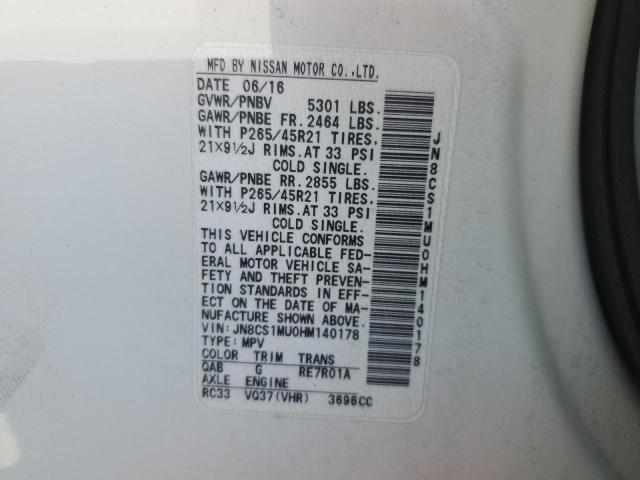 MFD BY NISSAN MOTOR CO.,LTD.
DATE 06/16
GVWR/PNBV 5301 LBS.
GAWR/PNBE FR. 2464 LBS.
WITH P265/45R21 TIRES.
21X9½J RIMS.AT 33 PSI
COLD SINGLE.
GAWR/PNBE RR. 2855 LBS.
WITH P265/45R21 TIRES.
21X9½J RIMS.AT 33 PSI
COLD SINGLE.
THIS VEHICLE CONFORMS
TO ALL APPLICABLE FED-
ERAL MOTOR VEHICLE SA-
FETY AND THEFT PREVEN-
TION STANDARDS IN EFF-
ECT ON THE DATE OF MA-
NUFACTURE SHOWN ABOVE.
VIN: JN8CS1MU0HM140178
TYPE: MPV
COLOR TRIM TRANS
QAB G RE7R01A
AXLE ENGINE
RC33 VQ37(VHR) 3696CC
JN8CS1MU0HM140178